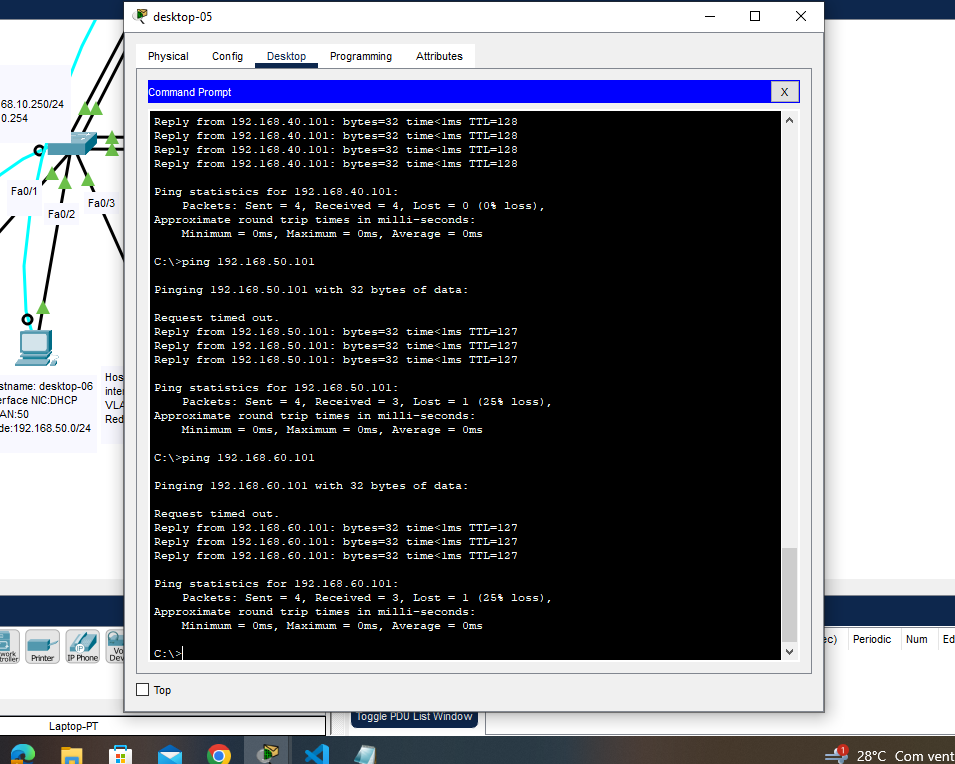 desktop-05
Physical
Config
Desktop
Programming
Attributes
Command Prompt
X
Reply from 192.168.40.101: bytes=32 time<1ms TTL=128
Reply from 192.168.40.101: bytes=32 time<1ms TTL=128
Reply from 192.168.40.101: bytes=32 time<1ms TTL=128
Reply from 192.168.40.101: bytes=32 time<1ms TTL=128
Ping statistics for 192.168.40.101:
Packets: Sent = 4, Received = 4, Lost = 0 (0% loss),
Approximate round trip times in milli-seconds:
Minimum = 0ms, Maximum = 0ms, Average = 0ms
C:\>ping 192.168.50.101
Pinging 192.168.50.101 with 32 bytes of data:
Request timed out.
Reply from 192.168.50.101: bytes=32 time<1ms TTL=127
Reply from 192.168.50.101: bytes=32 time<1ms TTL=127
Reply from 192.168.50.101: bytes=32 time<1ms TTL=127
Ping statistics for 192.168.50.101:
Packets: Sent = 4, Received = 3, Lost = 1 (25% loss),
Approximate round trip times in milli-seconds:
Minimum = 0ms, Maximum = 0ms, Average = 0ms
C:\>ping 192.168.60.101
Pinging 192.168.60.101 with 32 bytes of data:
Request timed out.
Reply from 192.168.60.101: bytes=32 time<1ms TTL=127
Reply from 192.168.60.101: bytes=32 time<1ms TTL=127
Reply from 192.168.60.101: bytes=32 time<1ms TTL=127
Ping statistics for 192.168.60.101:
Packets: Sent = 4, Received = 3, Lost = 1 (25% loss),
Approximate round trip times in milli-seconds:
Minimum = 0ms, Maximum = 0ms, Average = 0ms
C:\>
Top
68.10.250/24
0.254
Fa0/1
Fa0/2
Fa0/3
stname: desktop-06
erface NIC:DHCP
AN:50
de:192.168.50.0/24
Hos
inter
VLA
Red
work
troller
Printer
IP Phone
Vo
Dev
Laptop-PT
Toggle PDU List Window
ec)
Periodic
Num
Ed
1
28°C Com vent